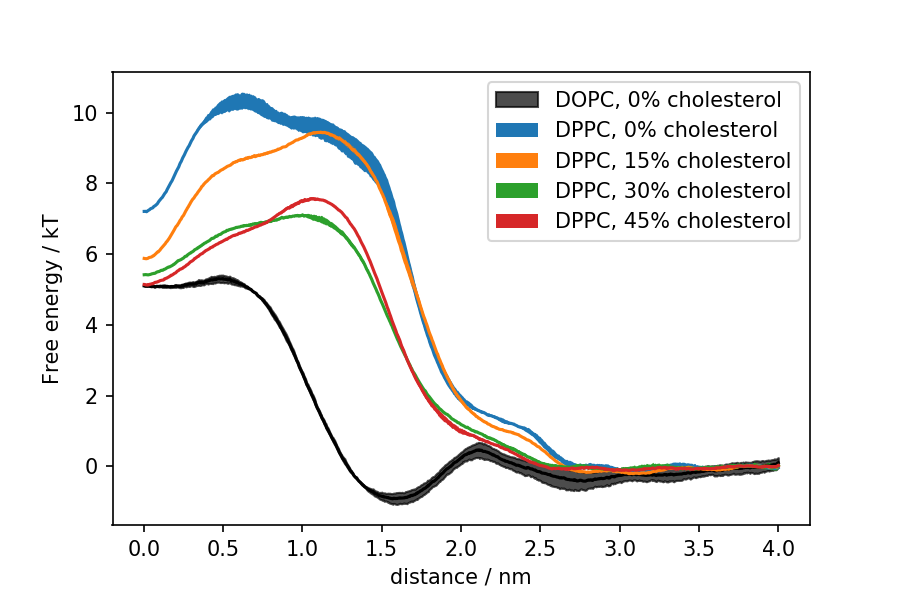 DOPC, 0% cholesterol
DPPC, 0% cholesterol
DPPC, 15% cholesterol
DPPC, 30% cholesterol
DPPC, 45% cholesterol
Free energy / kT
10
8
6
4
2
0
0.0 0.5 1.0 1.5 2.0 2.5 3.0 3.5 4.0
distance / nm